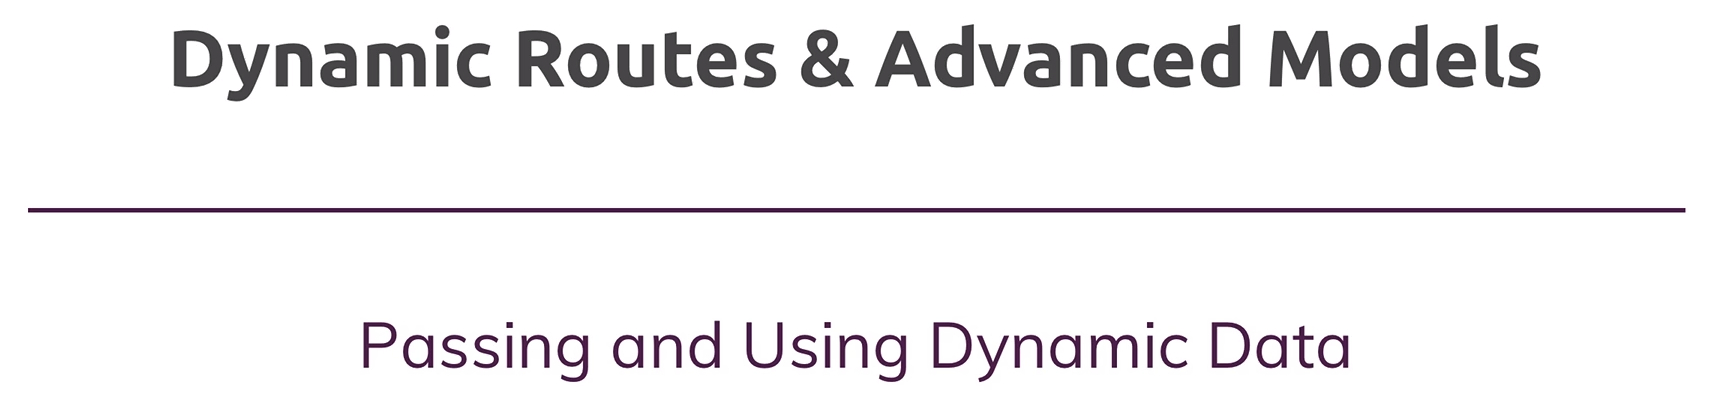 Dynamic Routes & Advanced Models
Passing and Using Dynamic Data